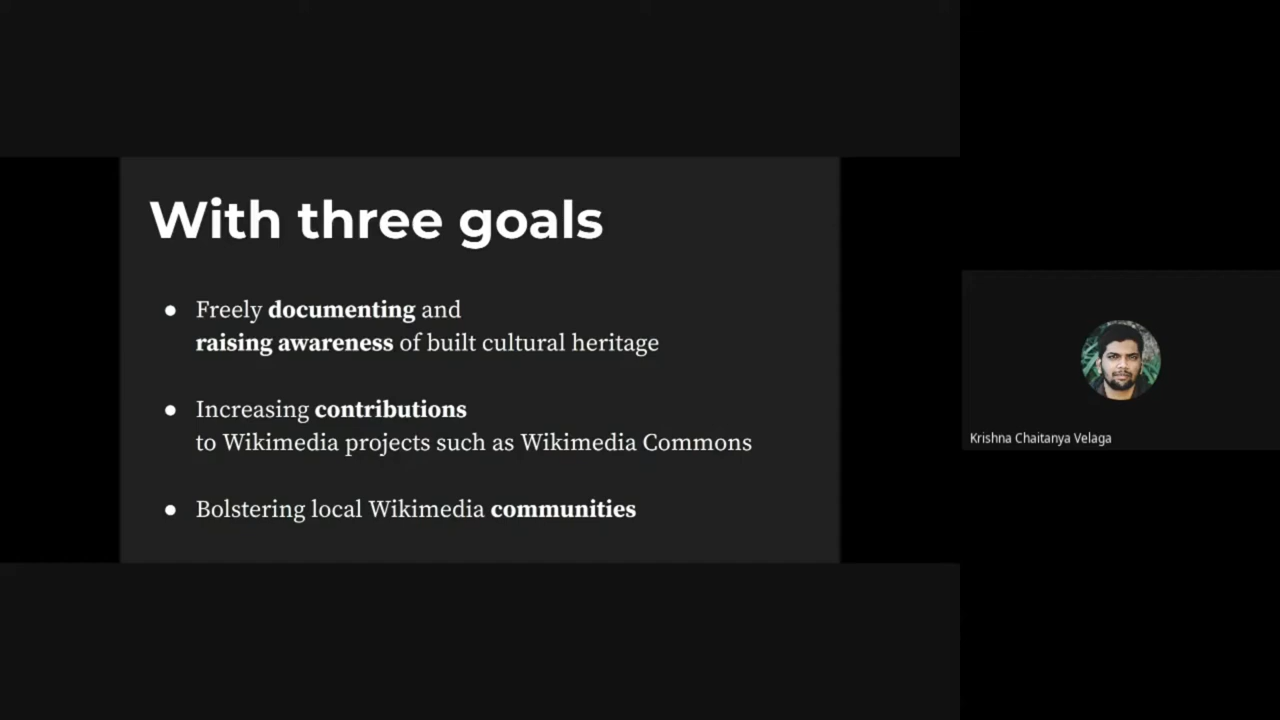 With three goals
● Freely documenting and
raising awareness of built cultural heritage
● Increasing contributions
to Wikimedia projects such as Wikimedia Commons
● Bolstering local Wikimedia communities
Krishna Chaitanya Velaga